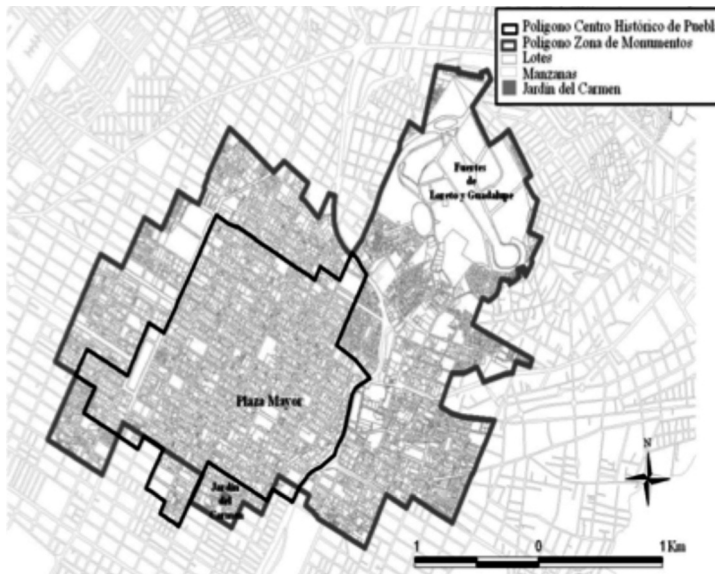 Polígono Centro Histórico de Puebl
Polígono Zona de Monumentos
Lotes
Manzanas
Jardín del Carmen
Fuertes
de
Loreto y Guadalupe
Plaza Mayor
Jardín
del
Carmen
N
1 0 1 Km